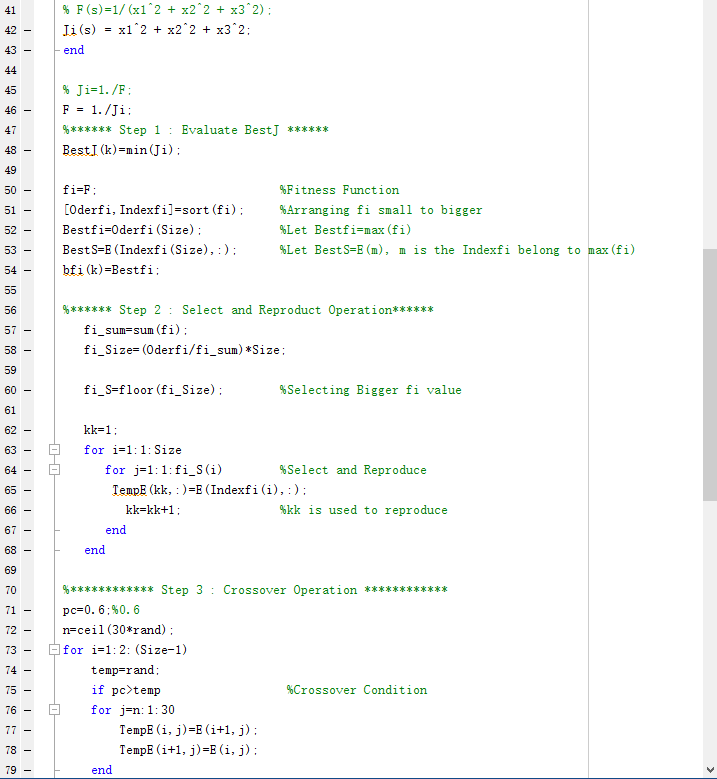 41 % F(s)=1/(x1^2 + x2^2 + x3^2);
42 — Ji(s) = x1^2 + x2^2 + x3^2;
43 — end
44
45 % Ji=1./F;
46 — F = 1./Ji;
47 %****** Step 1 : Evaluate BestJ ******
48 — BestJ(k)=min(Ji);
49
50 — fi=F; %Fitness Function
51 — [Oderfi,Indexfi]=sort(fi); %Arranging fi small to bigger
52 — Bestfi=Oderfi(Size); %Let Bestfi=max(fi)
53 — BestS=E(Indexfi(Size),:); %Let BestS=E(m), m is the Indexfi belong to max(fi)
54 — bfi(k)=Bestfi;
55
56 %****** Step 2 : Select and Reproduct Operation******
57 — fi_sum=sum(fi);
58 — fi_Size=(Oderfi/fi_sum)*Size;
59
60 — fi_S=floor(fi_Size); %Selecting Bigger fi value
61
62 — kk=1;
63 — for i=1:1:Size
64 — for j=1:1:fi_S(i) %Select and Reproduce
65 — TempE(kk,:)=E(Indexfi(i),:);
66 — kk=kk+1; %kk is used to reproduce
67 — end
68 — end
69
70 %************ Step 3 : Crossover Operation ************
71 — pc=0.6;%0.6
72 — n=ceil(30*rand);
73 — for i=1:2:(Size-1)
74 — temp=rand;
75 — if pc>temp %Crossover Condition
76 — for j=n:1:30
77 — TempE(i,j)=E(i+1,j);
78 — TempE(i+1,j)=E(i,j);
79 — end